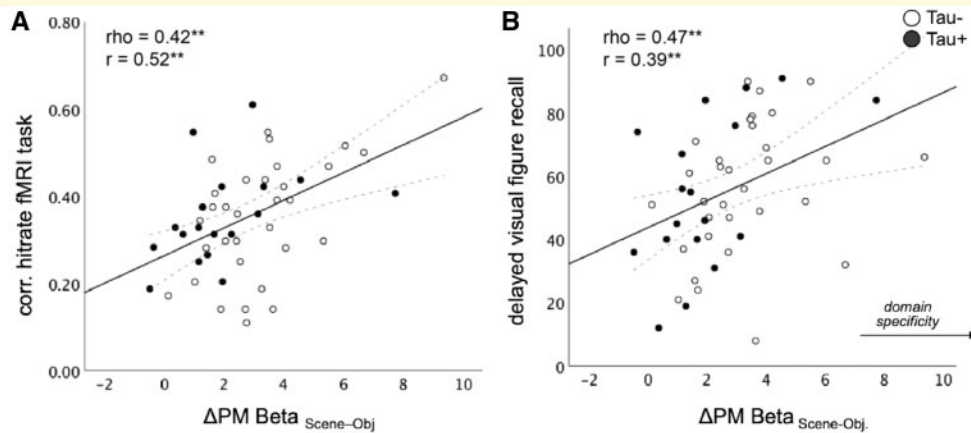 A
rho = 0.42**
r = 0.52**
corr. hitrate fMRI task
0.80
0.60
0.40
0.20
0.00
−2 0 2 4 6 8 10
ΔPM Beta Scene–Obj
B
rho = 0.47**
r = 0.39**
Tau-
Tau+
delayed visual figure recall
100
80
60
40
20
0
domain
specificity
−2 0 2 4 6 8 10
ΔPM Beta Scene-Obj.